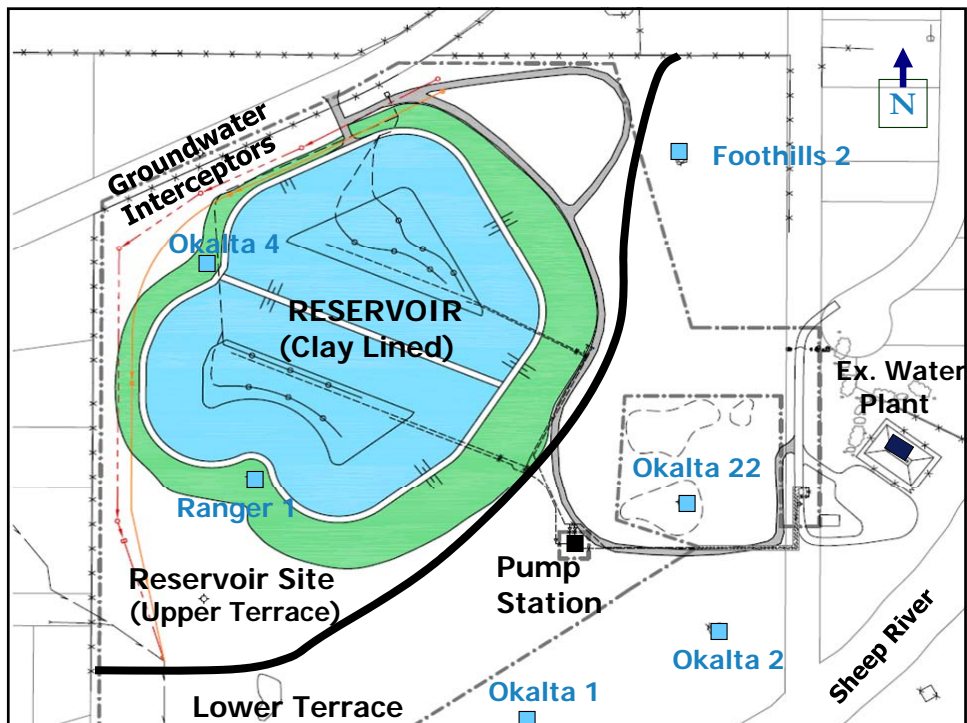 N
Groundwater
Interceptors
Foothills 2
Okalta 4
RESERVOIR
(Clay Lined)
Ex. Water
Plant
Okalta 22
Ranger 1
Pump
Station
Reservoir Site
(Upper Terrace)
Sheep River
Okalta 2
Okalta 1
Lower Terrace